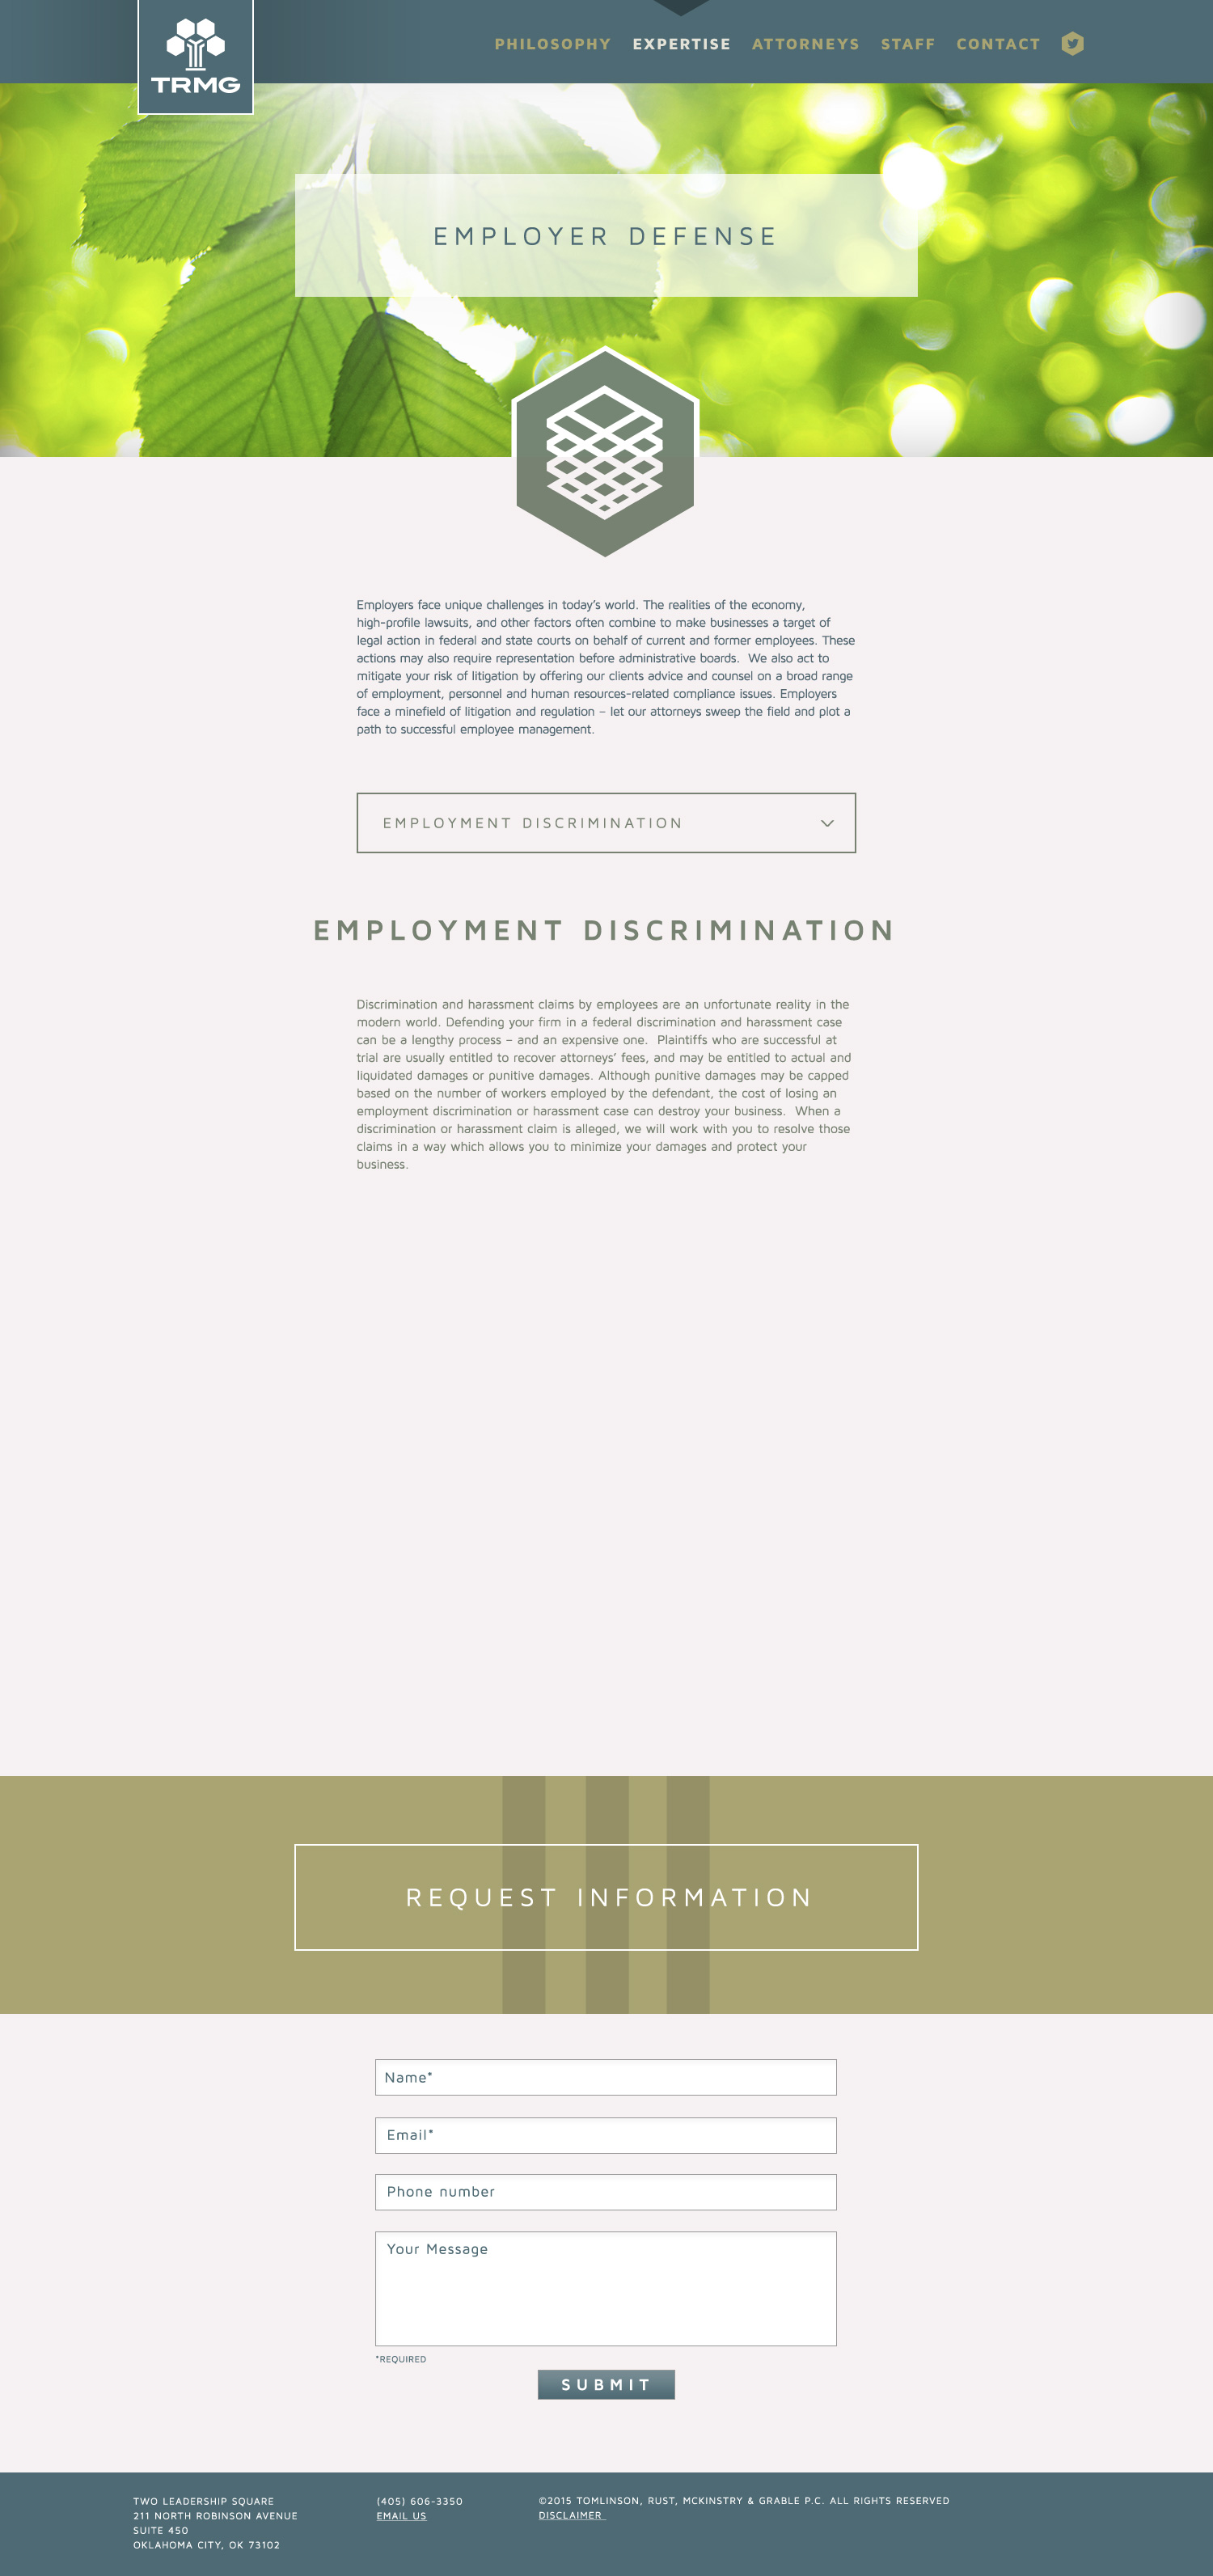 TRMG
PHILOSOPHY EXPERTISE ATTORNEYS STAFF CONTACT
EMPLOYER DEFENSE
Employers face unique challenges in today's world. The realities of the economy,
high-profile lawsuits, and other factors often combine to make businesses a target of
legal action in federal and state courts on behalf of current and former employees. These
actions may also require representation before administrative boards.  We also act to
mitigate your risk of litigation by offering our clients advice and counsel on a broad range
of employment, personnel and human resources-related compliance issues. Employers
face a minefield of litigation and regulation – let our attorneys sweep the field and plot a
path to successful employee management.
EMPLOYMENT DISCRIMINATION
EMPLOYMENT DISCRIMINATION
Discrimination and harassment claims by employees are an unfortunate reality in the
modern world. Defending your firm in a federal discrimination and harassment case
can be a lengthy process – and an expensive one.  Plaintiffs who are successful at
trial are usually entitled to recover attorneys' fees, and may be entitled to actual and
liquidated damages or punitive damages. Although punitive damages may be capped
based on the number of workers employed by the defendant, the cost of losing an
employment discrimination or harassment case can destroy your business.  When a
discrimination or harassment claim is alleged, we will work with you to resolve those
claims in a way which allows you to minimize your damages and protect your
business.
REQUEST INFORMATION
Name*
Email*
Phone number
Your Message
*REQUIRED
SUBMIT
TWO LEADERSHIP SQUARE
211 NORTH ROBINSON AVENUE
SUITE 450
OKLAHOMA CITY, OK 73102
(405) 606-3350
EMAIL US
©2015 TOMLINSON, RUST, MCKINSTRY & GRABLE P.C. ALL RIGHTS RESERVED
DISCLAIMER